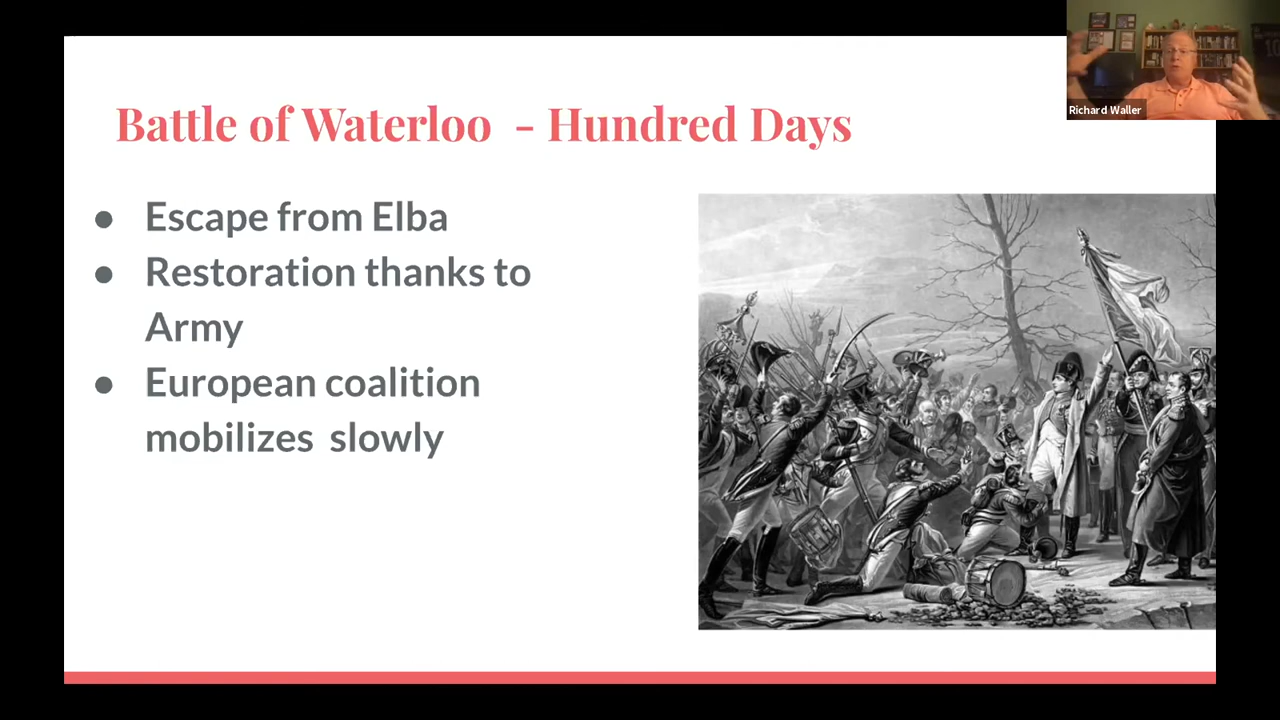 Richard Waller
Battle of Waterloo - Hundred Days
● Escape from Elba
● Restoration thanks to
Army
● European coalition
mobilizes slowly